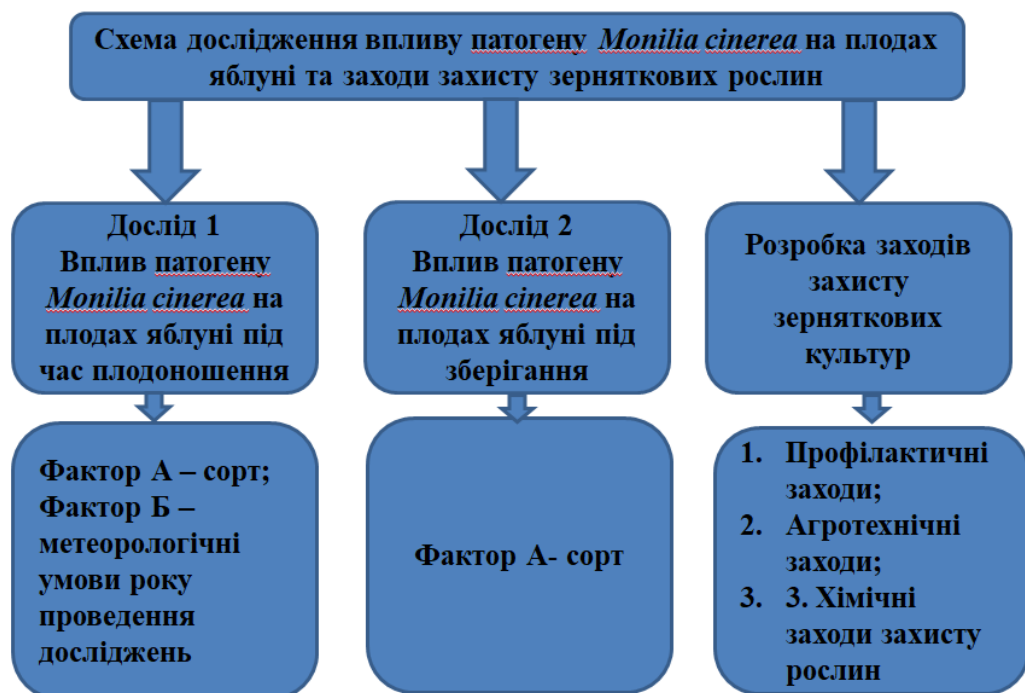 Схема дослідження впливу патогену Monilia cinerea на плодах
яблуні та заходи захисту зерняткових рослин
Дослід 1
Вплив патогену
Monilia cinerea на
плодах яблуні під
час плодоношення
Дослід 2
Вплив патогену
Monilia cinerea на
плодах яблуні під
зберігання
Розробка заходів
захисту
зерняткових
культур
Фактор А – сорт;
Фактор Б –
метеорологічні
умови року
проведення
досліджень
Фактор А- сорт
1. Профілактичні
заходи;
2. Агротехнічні
заходи;
3. 3. Хімічні
заходи захисту
рослин